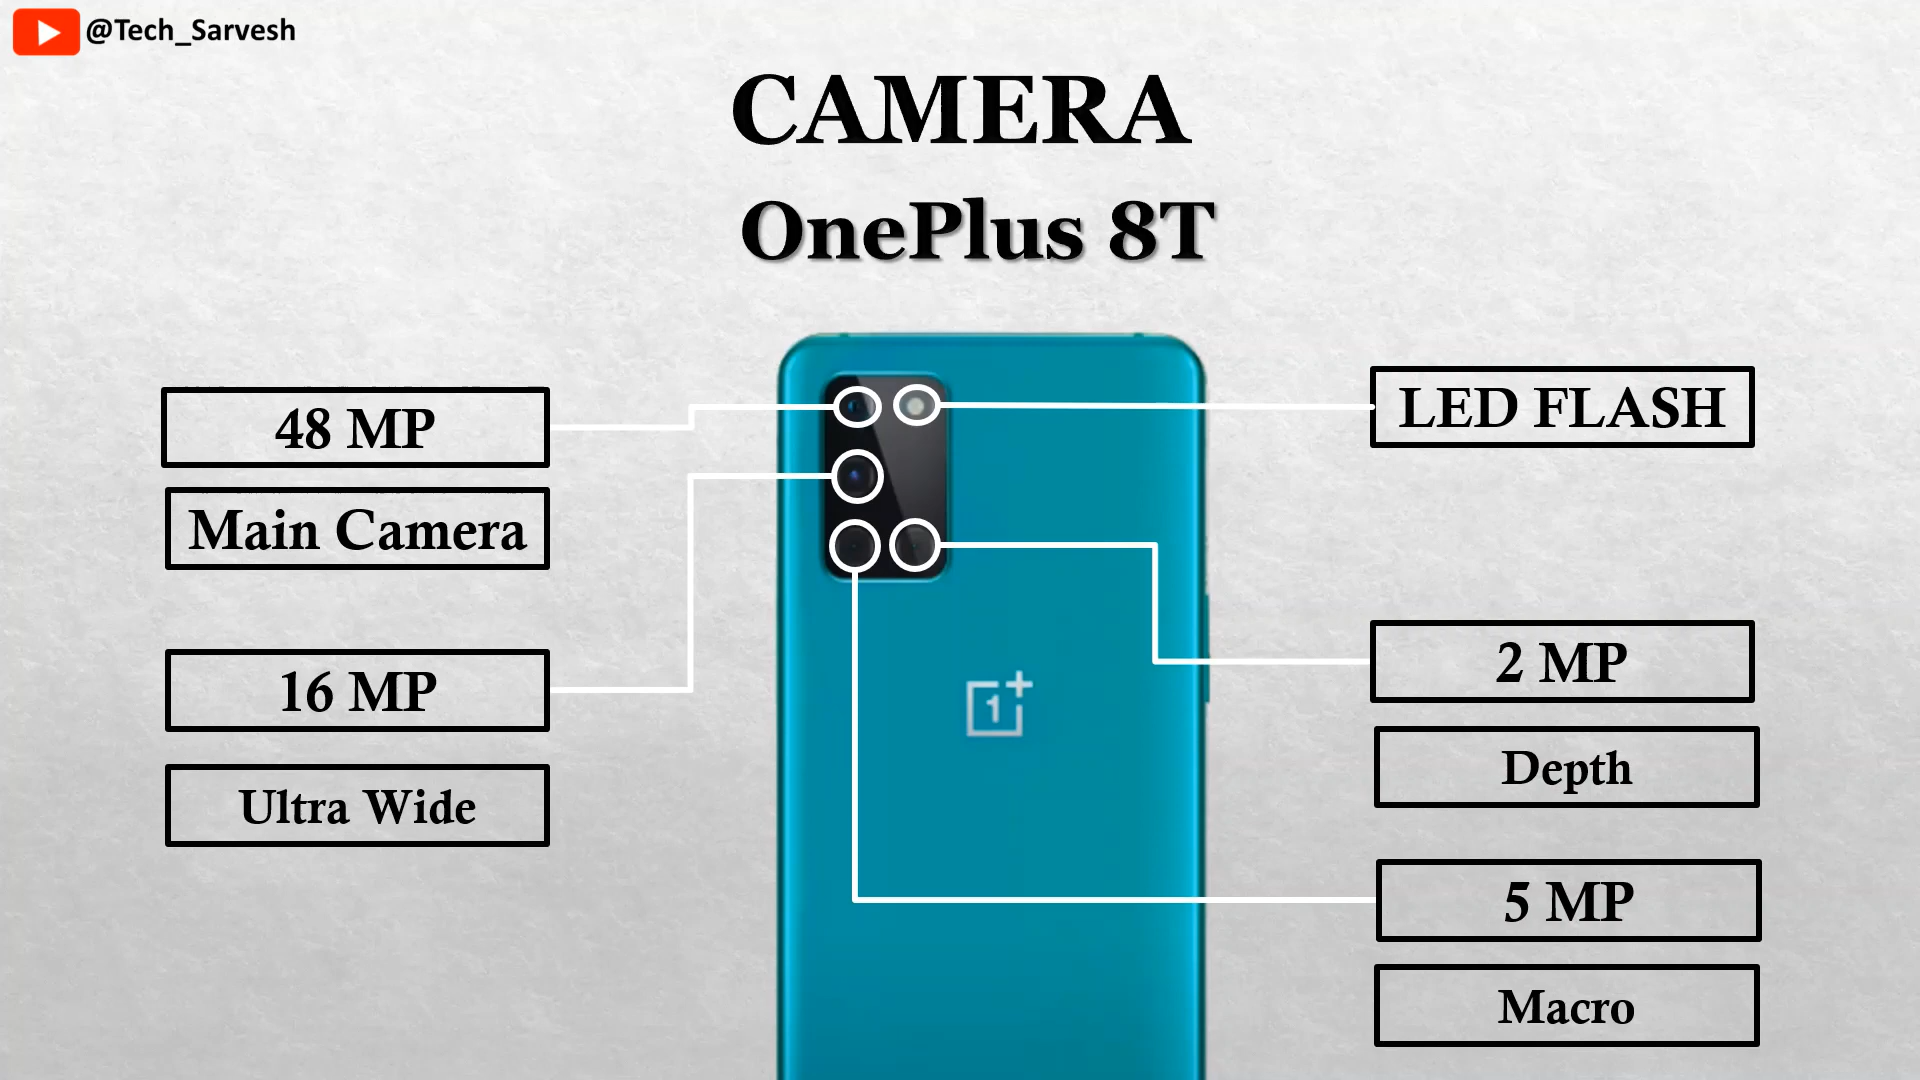 @Tech_Sarvesh
CAMERA
OnePlus 8T
48 MP
Main Camera
16 MP
Ultra Wide
LED FLASH
2 MP
Depth
5 MP
Macro
1+